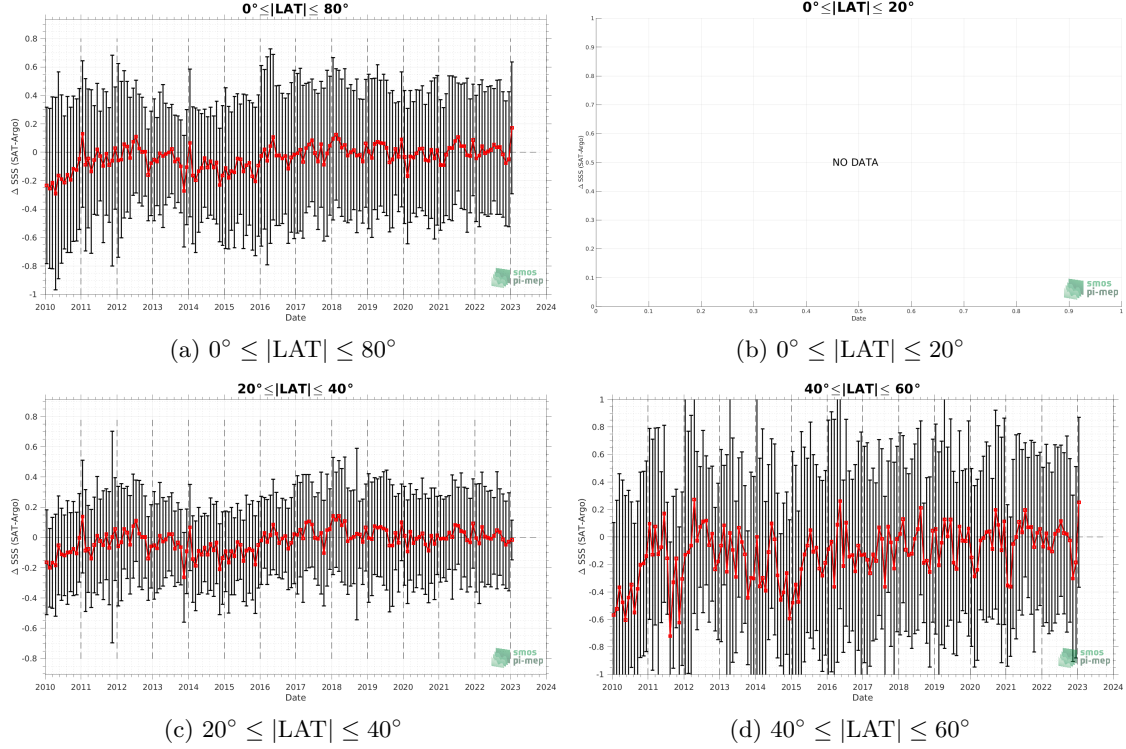 0°≤|LAT|≤ 80°
Δ SSS (SAT-Argo)
0.8
0.6
0.4
0.2
0
-0.2
-0.4
-0.6
-0.8
-1
2010 2011 2012 2013 2014 2015 2016 2017 2018 2019 2020 2021 2022 2023 2024
Date
smos
pi-mep
(a) 0° ≤ |LAT| ≤ 80°
0°≤|LAT|≤ 20°
Δ SSS (SAT-Argo)
1
0.9
0.8
0.7
0.6
0.5
0.4
0.3
0.2
0.1
0
NO DATA
0 0.1 0.2 0.3 0.4 0.5 0.6 0.7 0.8 0.9 1
Date
smos
pi-mep
(b) 0° ≤ |LAT| ≤ 20°
20°≤|LAT|≤ 40°
Δ SSS (SAT-Argo)
0.8
0.6
0.4
0.2
0
-0.2
-0.4
-0.6
-0.8
2010 2011 2012 2013 2014 2015 2016 2017 2018 2019 2020 2021 2022 2023 2024
Date
smos
pi-mep
(c) 20° ≤ |LAT| ≤ 40°
40°≤|LAT|≤ 60°
Δ SSS (SAT-Argo)
1
0.8
0.6
0.4
0.2
0
-0.2
-0.4
-0.6
-0.8
-1
2010 2011 2012 2013 2014 2015 2016 2017 2018 2019 2020 2021 2022 2023 2024
Date
smos
pi-mep
(d) 40° ≤ |LAT| ≤ 60°